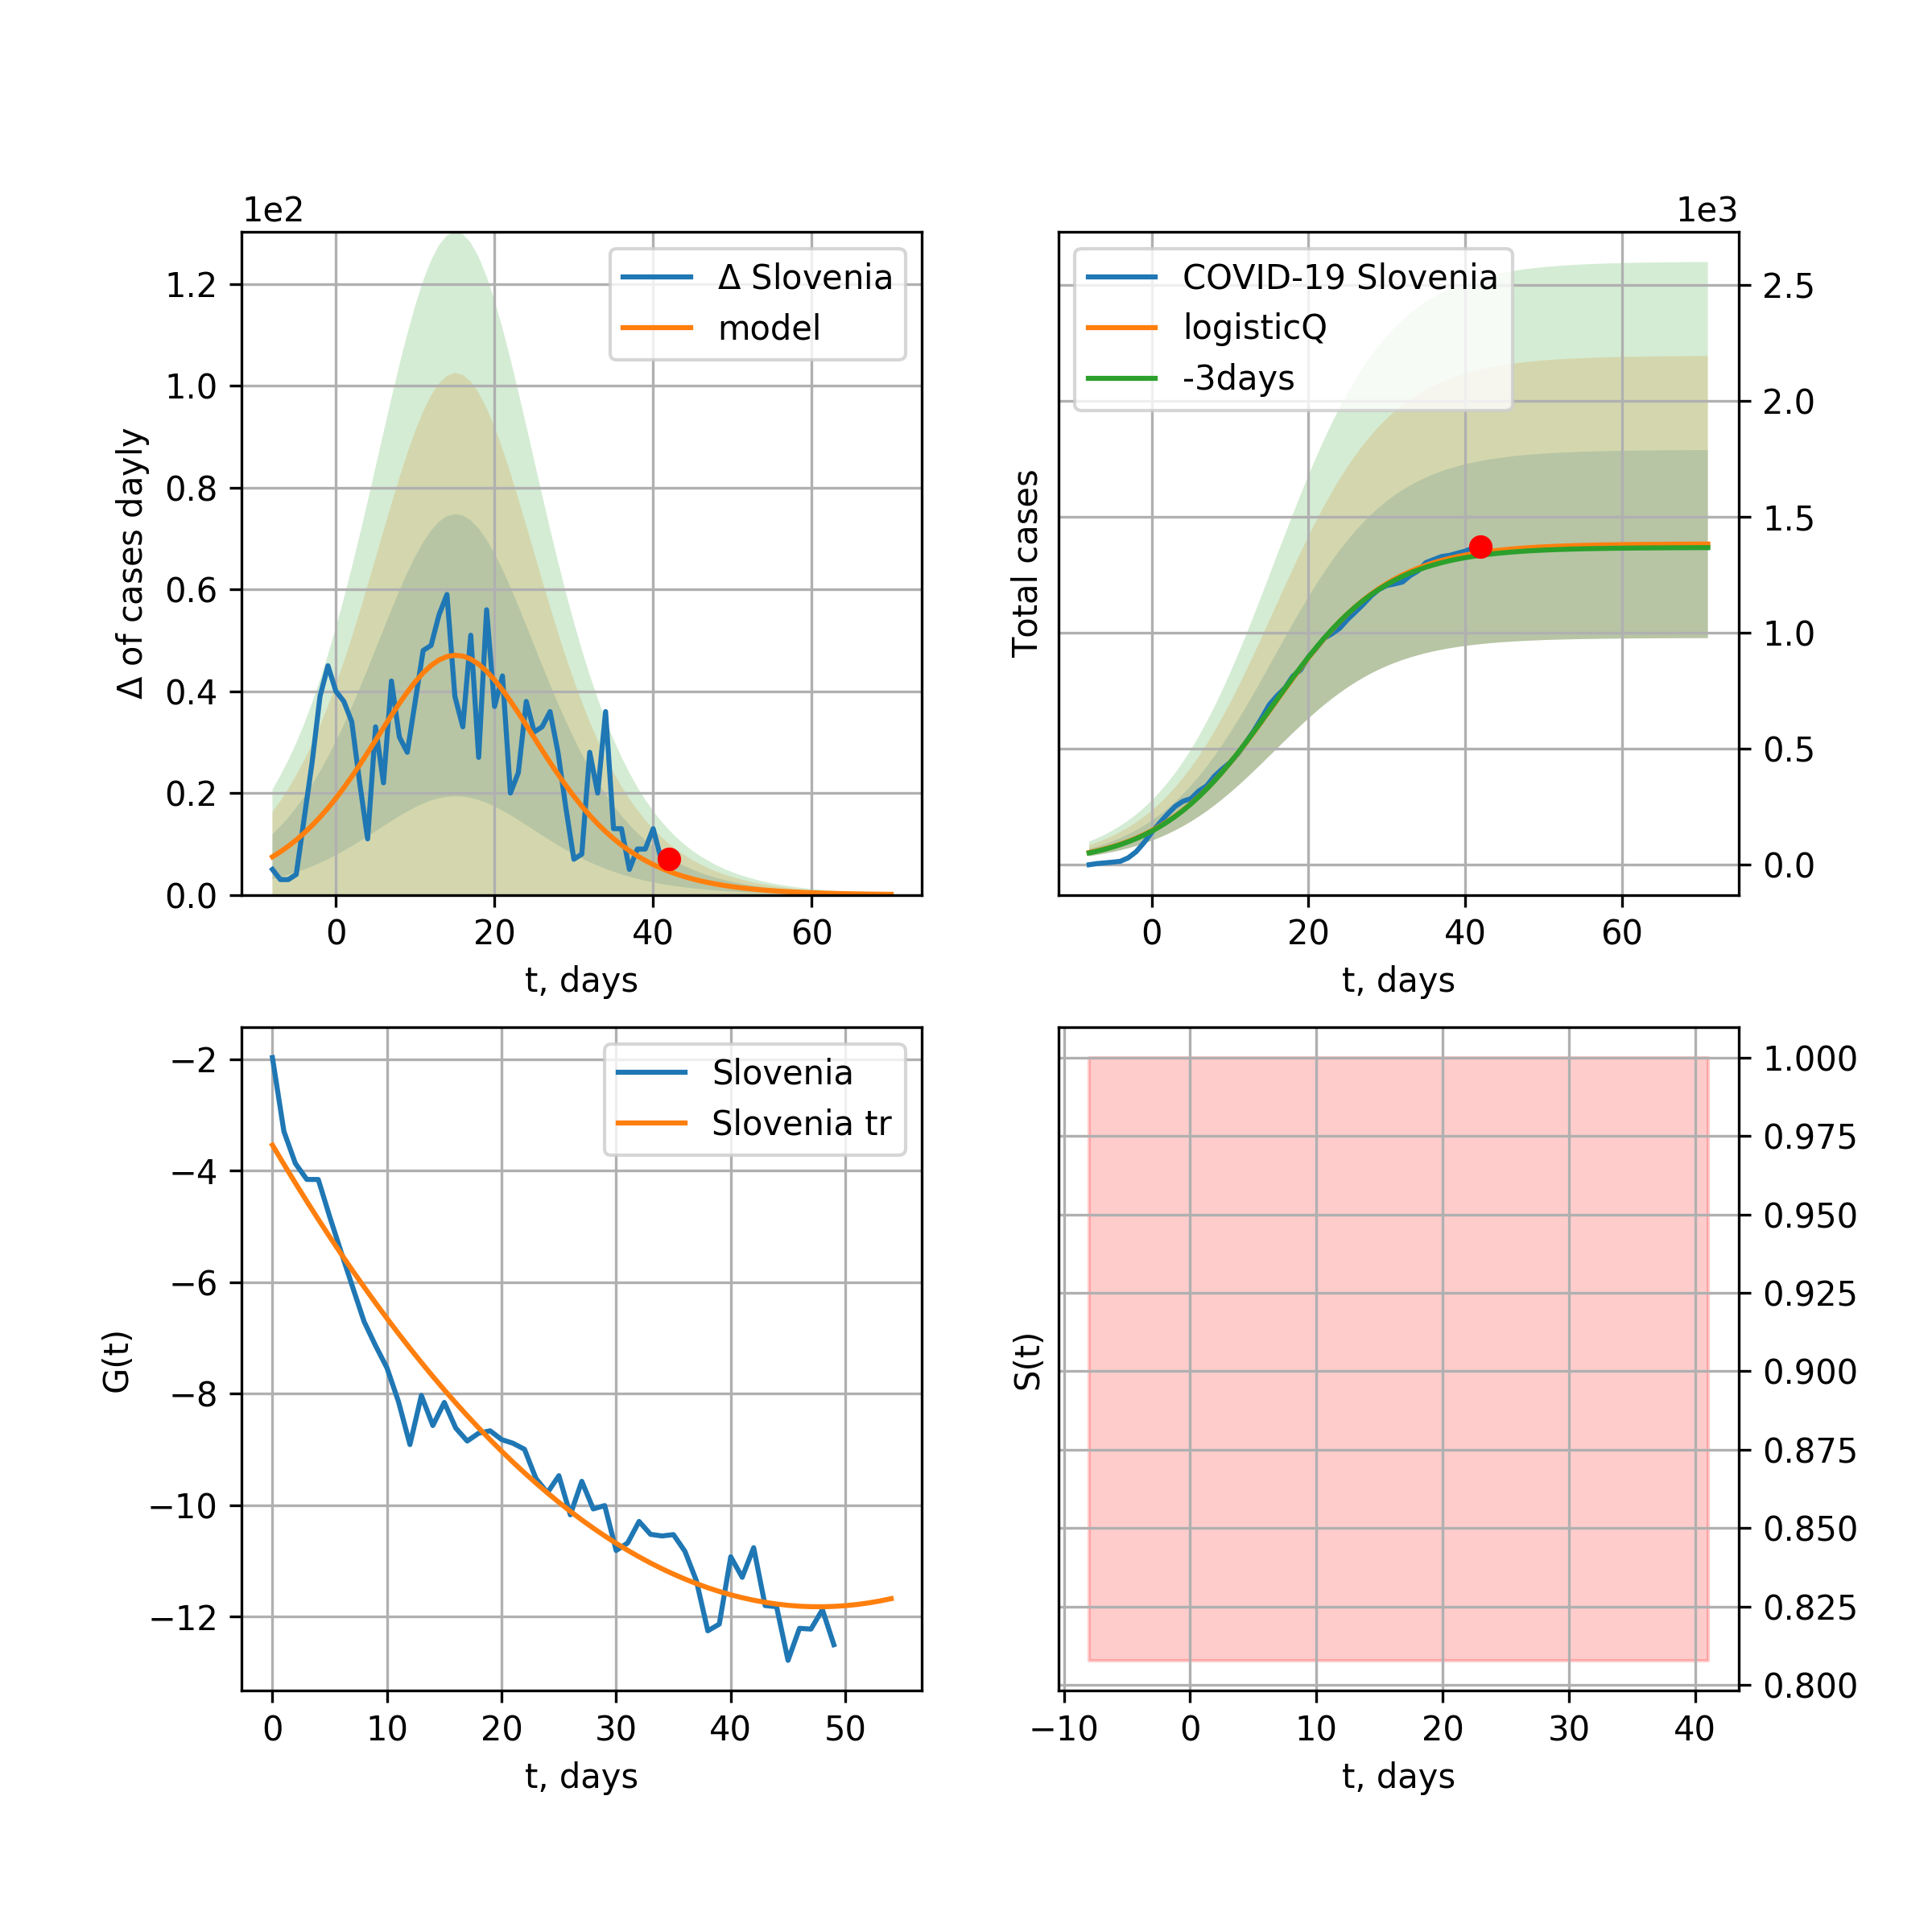 1e2
Δ of cases dayly
1.2
1.0
0.8
0.6
0.4
0.2
0.0
Δ Slovenia
model
0 20 40 60
t, days
1e3
Total cases
COVID-19 Slovenia
logisticQ
-3days
2.5
2.0
1.5
1.0
0.5
0.0
0 20 40 60
t, days
G(t)
−2
−4
−6
−8
−10
−12
Slovenia
Slovenia tr
0 10 20 30 40 50
t, days
S(t)
1.000
0.975
0.950
0.925
0.900
0.875
0.850
0.825
0.800
−10 0 10 20 30 40
t, days